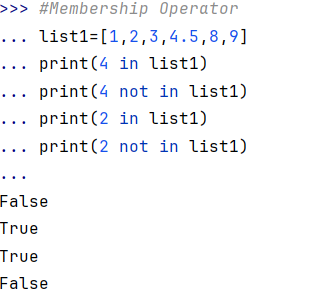 >>> #Membership Operator
... list1=[1,2,3,4.5,8,9]
... print(4 in list1)
... print(4 not in list1)
... print(2 in list1)
... print(2 not in list1)
...
False
True
True
False